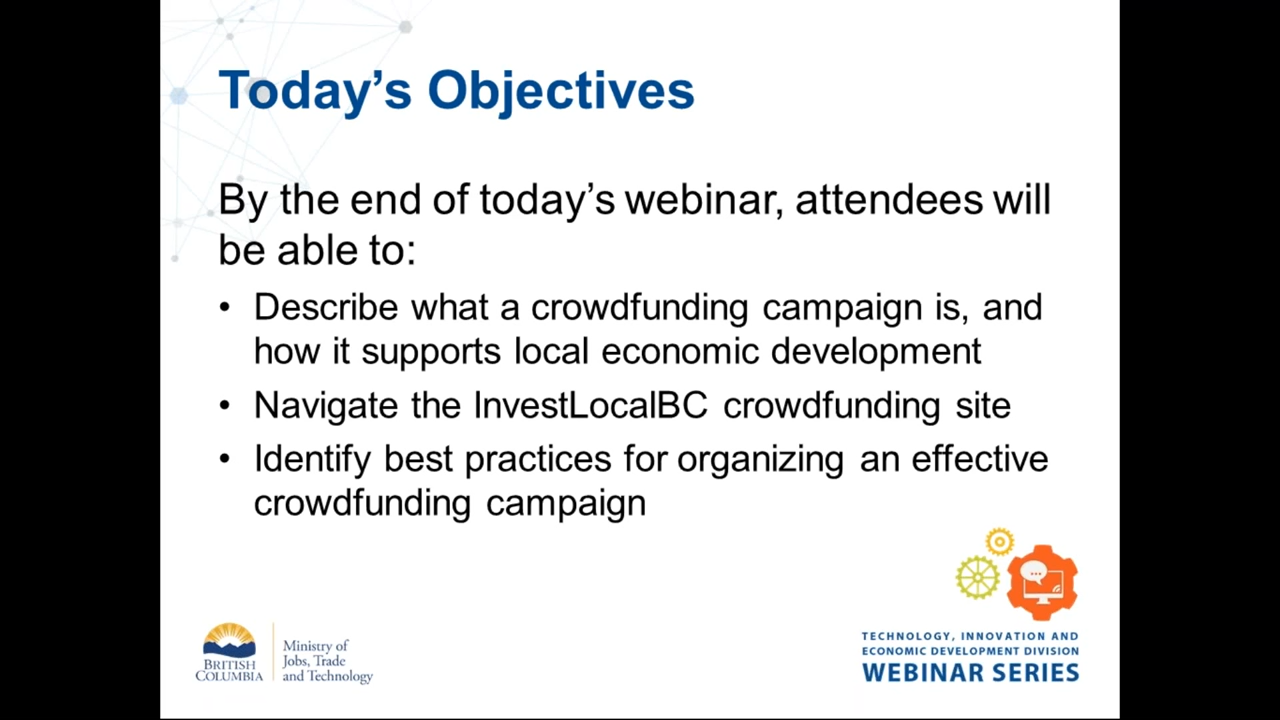 Today’s Objectives
By the end of today’s webinar, attendees will
be able to:
• Describe what a crowdfunding campaign is, and
how it supports local economic development
• Navigate the InvestLocalBC crowdfunding site
• Identify best practices for organizing an effective
crowdfunding campaign
BRITISH
COLUMBIA
Ministry of
Jobs, Trade
and Technology
TECHNOLOGY, INNOVATION AND
ECONOMIC DEVELOPMENT DIVISION
WEBINAR SERIES